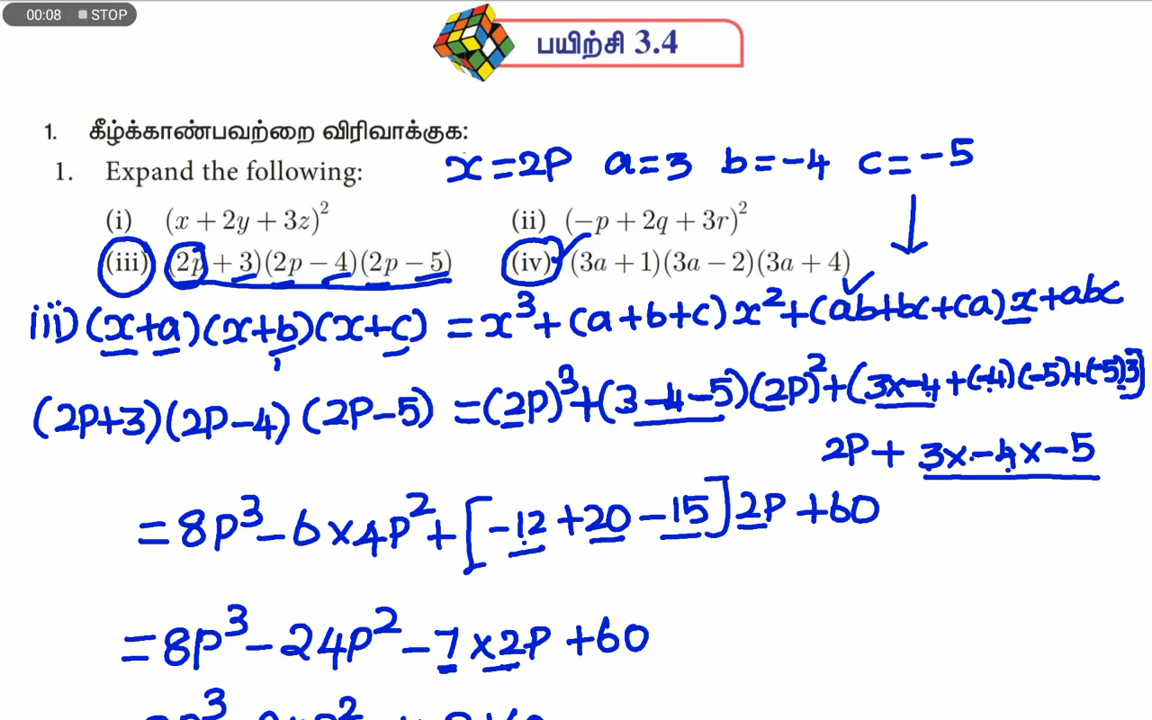 00:08 STOP
பயிற்சி 3.4
1. கீழ்க்காண்பவற்றை விரிவாக்குக:
1. Expand the following:
x = 2P a = 3 b = -4 c = -5
(i) (x + 2y + 3z)² (ii) (−p + 2q + 3r)²
(iii) (2p + 3)(2p − 4)(2p − 5) (iv) (3a + 1)(3a − 2)(3a + 4)
iii) (x+a)(x+b)(x+c) = x³+(a+b+c)x²+(ab+bc+ca)x+abc
(2P+3)(2P-4)(2P-5) = (2P)³+(3-4-5)(2P)²+(3x-4+(-4)(-5)+(-5)3]
2P+ 3x-4x-5
= 8P³-6x4P²+[-12+20-15]2P+60
= 8P³-24P²-7x2P+60